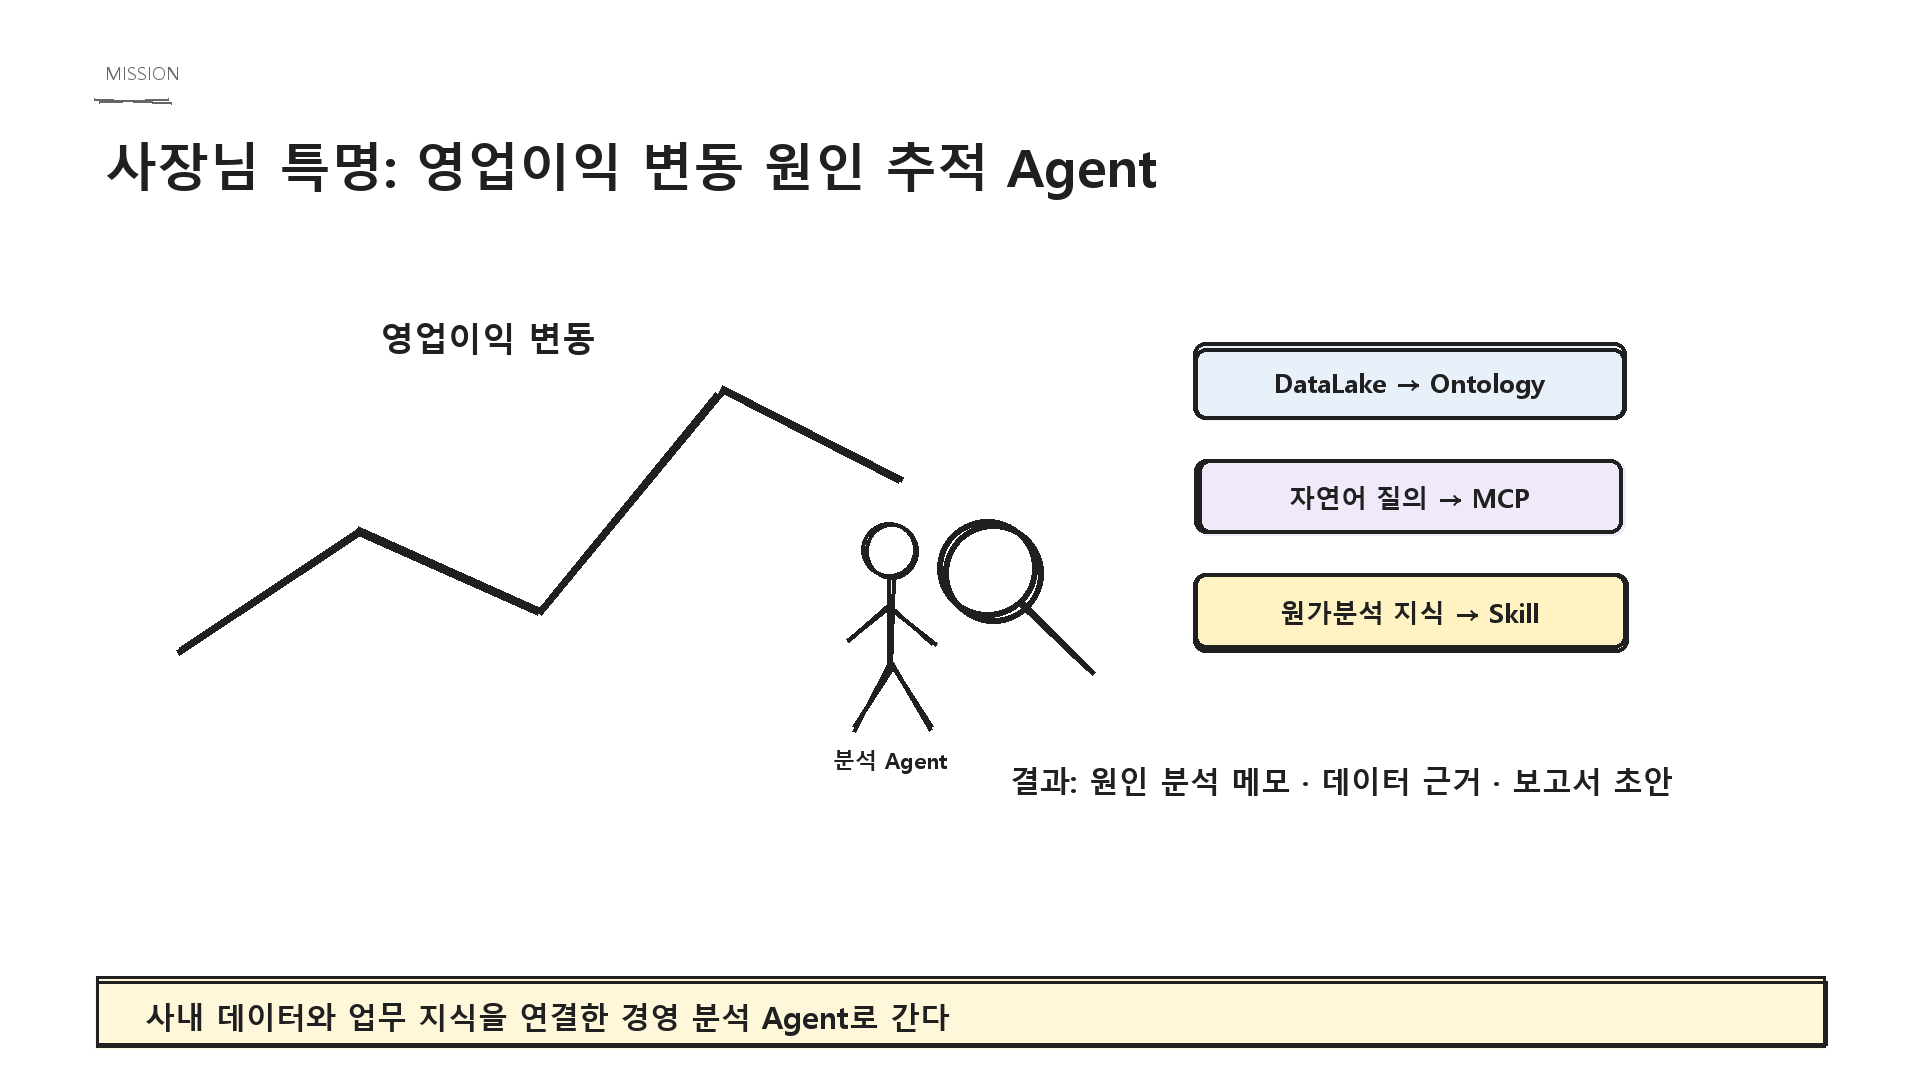 MISSION
사장님 특명: 영업이익 변동 원인 추적 Agent
영업이익 변동
DataLake → Ontology
자연어 질의 → MCP
원가분석 지식 → Skill
분석 Agent
결과: 원인 분석 메모 · 데이터 근거 · 보고서 초안
사내 데이터와 업무 지식을 연결한 경영 분석 Agent로 간다